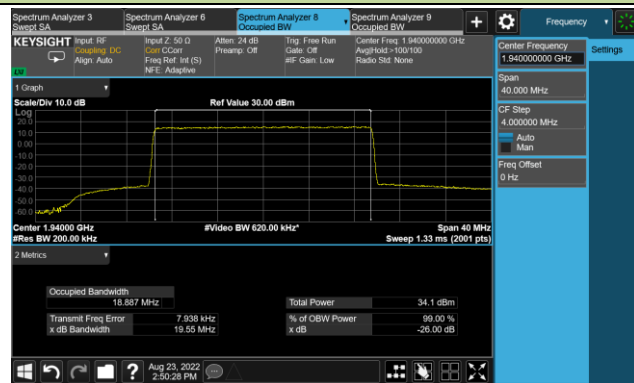 Spectrum Analyzer 3
Swept SA
Spectrum Analyzer 6
Swept SA
Spectrum Analyzer 8
Occupied BW
Spectrum Analyzer 9
Occupied BW
Frequency
KEYSIGHT
Input: RF
Coupling: DC
Align: Auto
Input Z: 50 Ω
Corr CCorr
Freq Ref: Int (S)
NFE: Adaptive
Atten: 24 dB
Preamp: Off
Trig: Free Run
Gate: Off
#IF Gain: Low
Center Freq: 1.940000000 GHz
Avg|Hold:>100/100
Radio Std: None
Center Frequency
1.940000000 GHz
Settings
Span
40.000 MHz
CF Step
4.000000 MHz
Auto
Man
Freq Offset
0 Hz
1 Graph
Scale/Div 10.0 dB
Ref Value 30.00 dBm
Log
20.0
10.0
0.00
-10.0
-20.0
-30.0
-40.0
-50.0
-60.0
Center 1.94000 GHz
#Video BW 620.00 kHz*
Span 40 MHz
#Res BW 200.00 kHz
Sweep 1.33 ms (2001 pts)
2 Metrics
Occupied Bandwidth
18.887 MHz
Total Power
34.1 dBm
Transmit Freq Error
7.938 kHz
% of OBW Power
99.00 %
x dB Bandwidth
19.55 MHz
x dB
-26.00 dB
Aug 23, 2022
2:50:28 PM